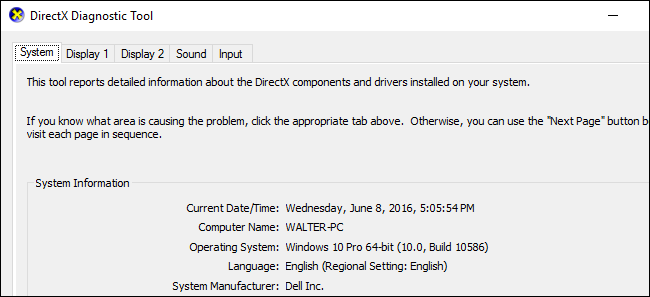 DirectX Diagnostic Tool
System Display 1 Display 2 Sound Input
This tool reports detailed information about the DirectX components and drivers installed on your system.
If you know what area is causing the problem, click the appropriate tab above.  Otherwise, you can use the "Next Page" button b
visit each page in sequence.
System Information
Current Date/Time: Wednesday, June 8, 2016, 5:05:54 PM
Computer Name: WALTER-PC
Operating System: Windows 10 Pro 64-bit (10.0, Build 10586)
Language: English (Regional Setting: English)
System Manufacturer: Dell Inc.